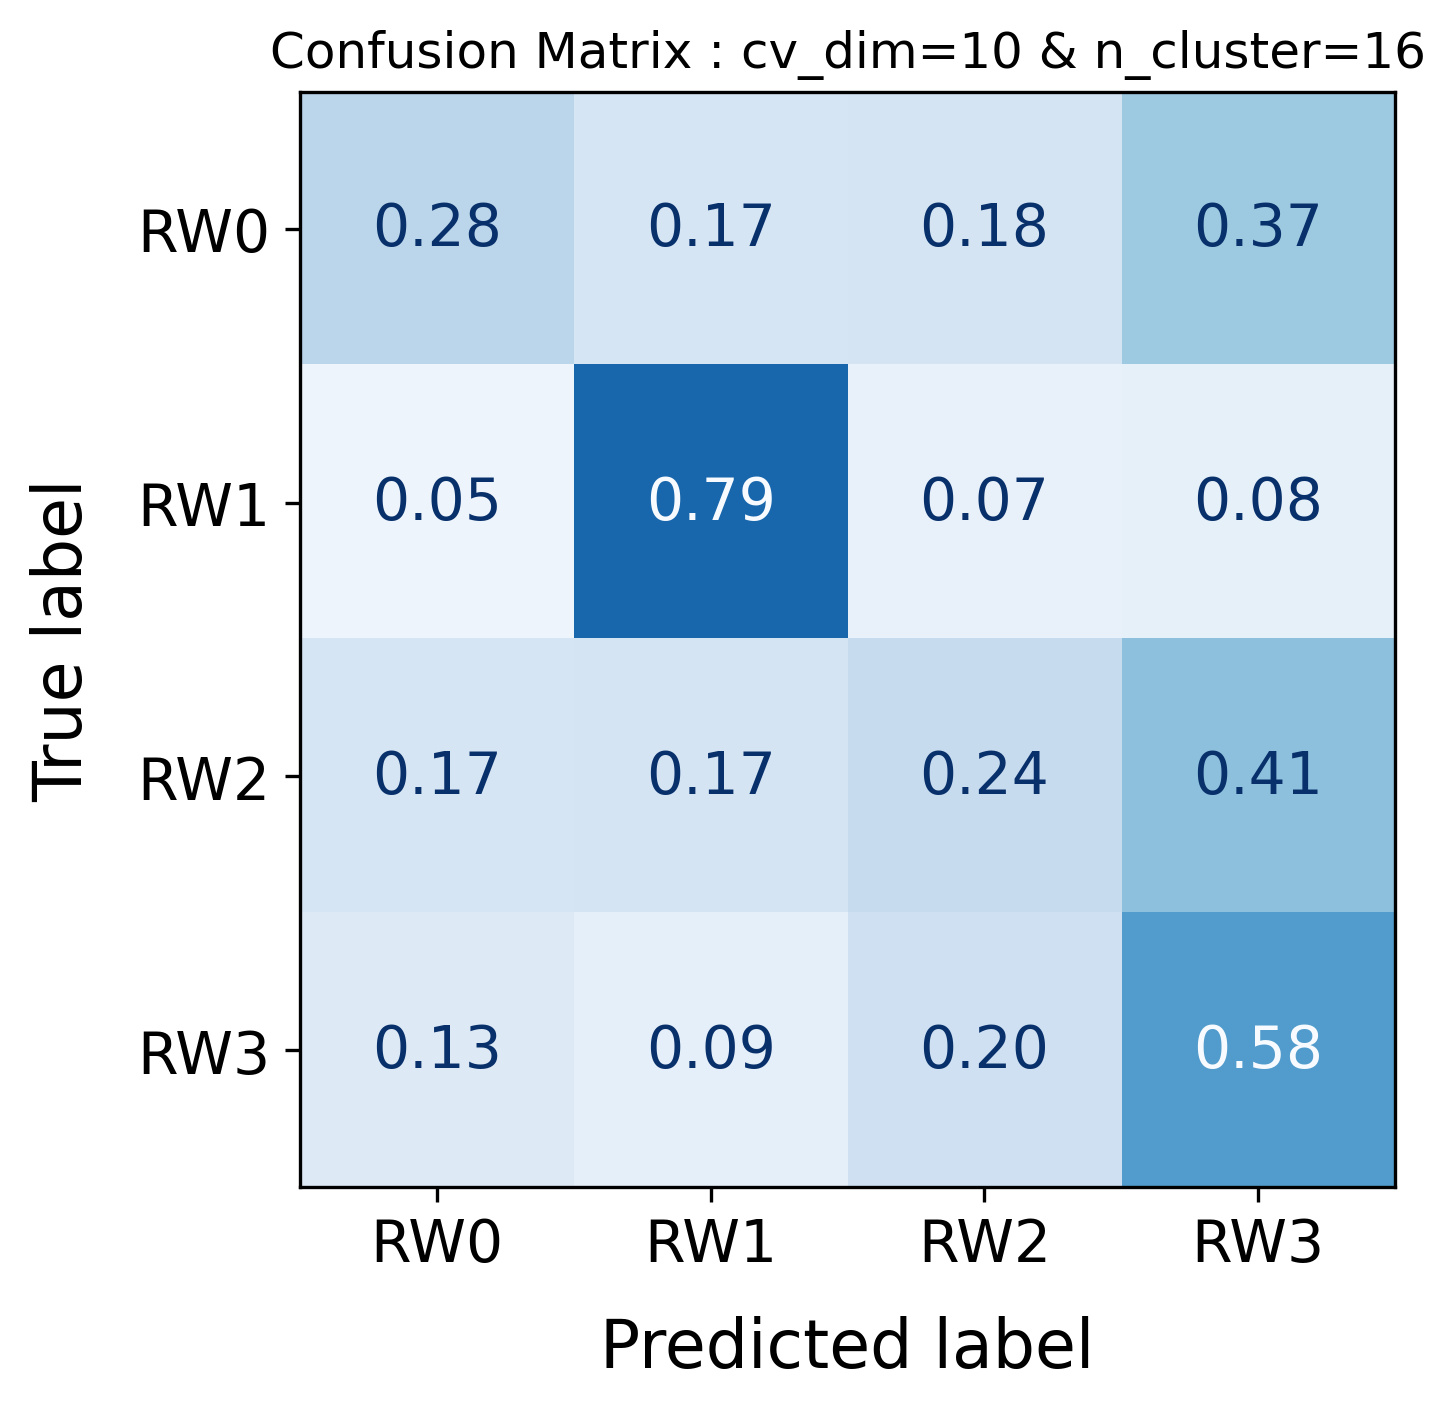 Confusion Matrix : cv_dim=10 & n_cluster=16
RW0 0.28 0.17 0.18 0.37
RW1 0.05 0.79 0.07 0.08
RW2 0.17 0.17 0.24 0.41
RW3 0.13 0.09 0.20 0.58
True label
RW0 RW1 RW2 RW3
Predicted label